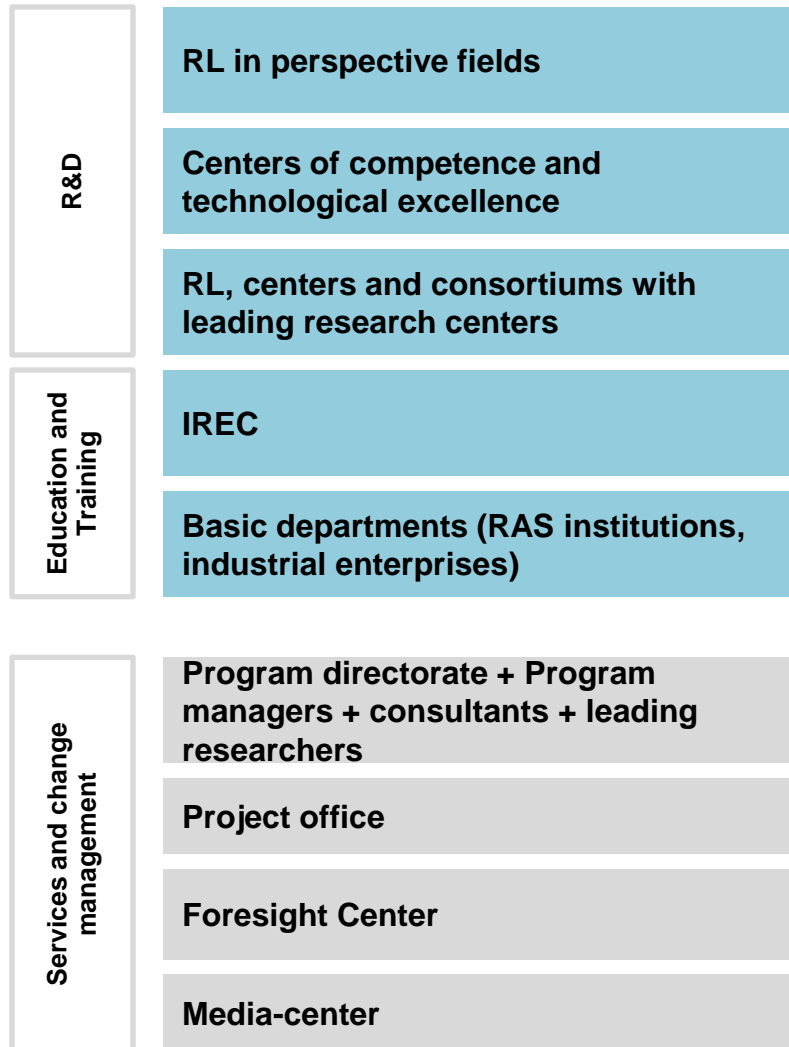 R&D
RL in perspective fields
Centers of competence and
technological excellence
RL, centers and consortiums with
leading research centers
Education and
Training
IREC
Basic departments (RAS institutions,
industrial enterprises)
Services and change
management
Program directorate + Program
managers + consultants + leading
researchers
Project office
Foresight Center
Media-center